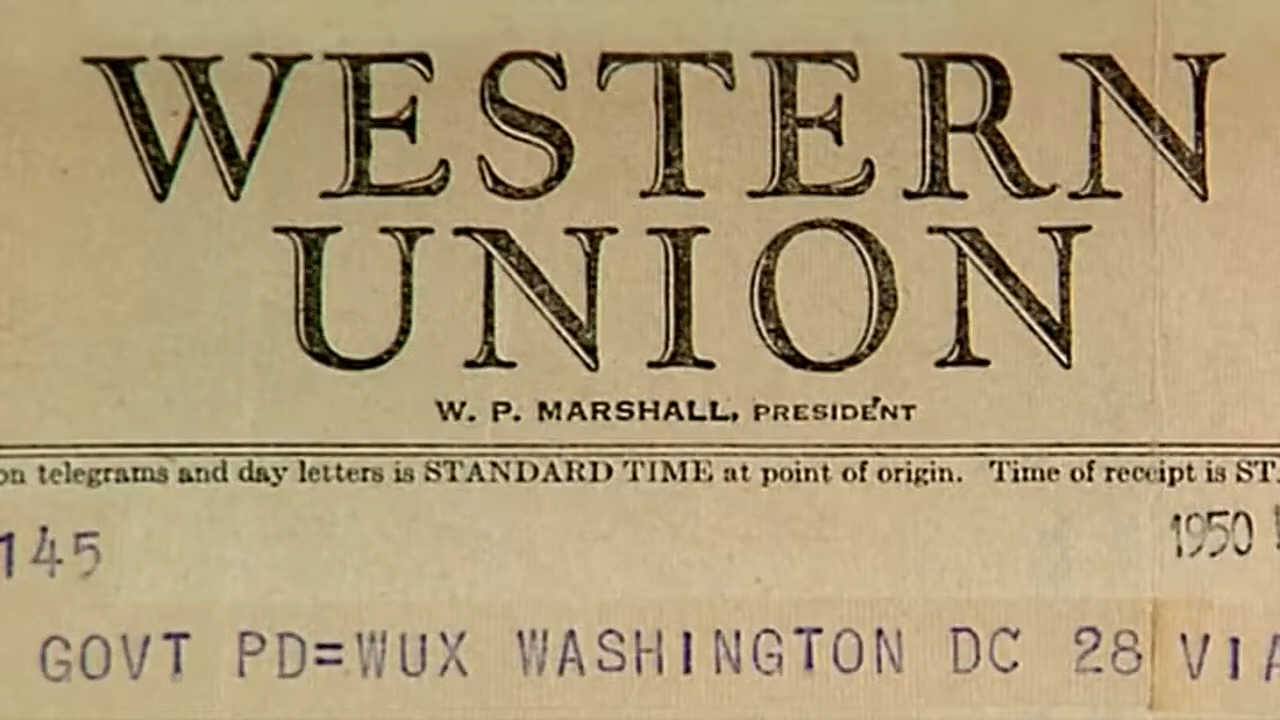 WESTERN
UNION
W. P. MARSHALL, PRESIDENT
on telegrams and day letters is STANDARD TIME at point of origin. Time of receipt is ST
145
1950
GOVT PD=WUX WASHINGTON DC 28 VIA